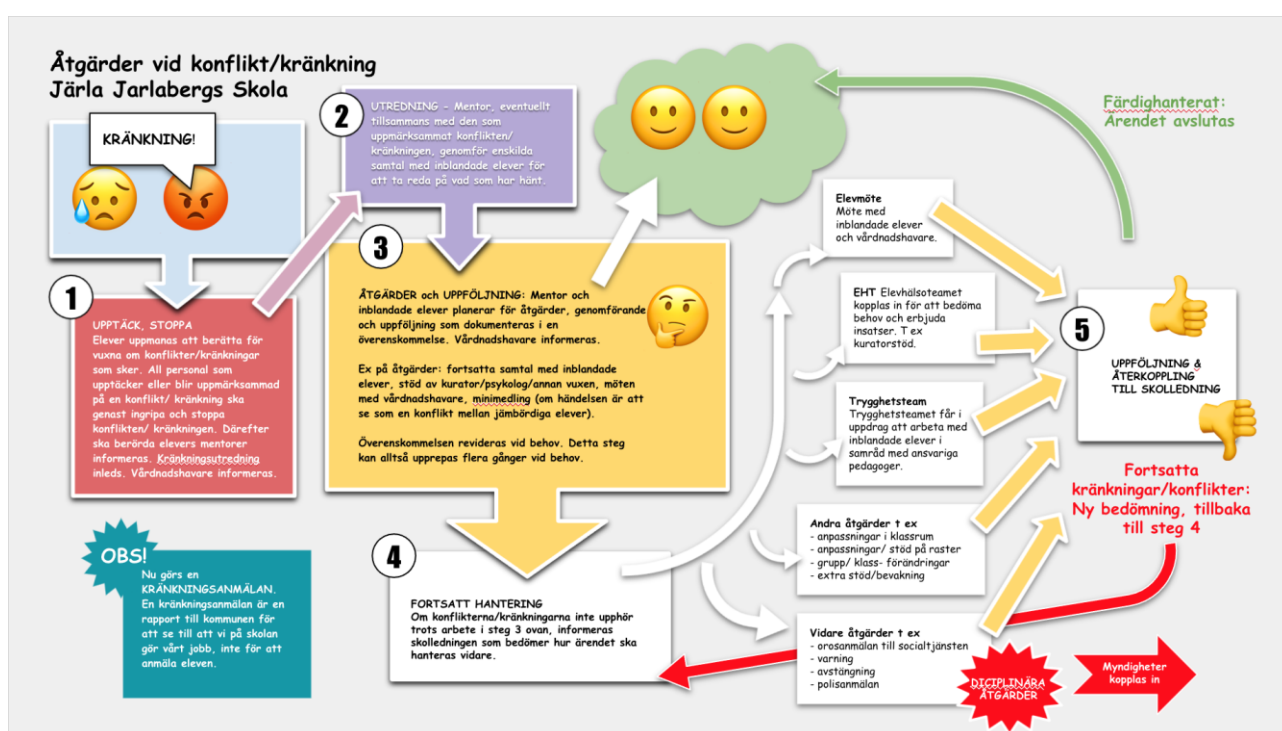 Åtgärder vid konflikt/kränkning
Järla Jarlabergs Skola
KRÄNKNING!
1
UPPTÄCK, STOPPA
Elever uppmanas att berätta för
vuxna om konflikter/kränkningar
som sker. All personal som
upptäcker eller blir uppmärksammad
på en konflikt/ kränkning ska
genast ingripa och stoppa
konflikten/ kränkningen. Därefter
ska berörda elevers mentorer
informeras. Kränkningsutredning
inleds. Vårdnadshavare informeras.
OBS!
Nu görs en
KRÄNKNINGSANMÄLAN.
En kränkningsanmälan är en
rapport till kommunen för
att se till att vi på skolan
gör vårt jobb, inte för att
anmäla eleven.
2
UTREDNING - Mentor, eventuellt
tillsammans med den som
uppmärksammat konflikten/
kränkningen, genomför enskilda
samtal med inblandade elever för
att ta reda på vad som har hänt.
3
ÅTGÄRDER och UPPFÖLJNING: Mentor och
inblandade elever planerar för åtgärder, genomförande
och uppföljning som dokumenteras i en
överenskommelse. Vårdnadshavare informeras.
Ex på åtgärder: fortsatta samtal med inblandade
elever, stöd av kurator/psykolog/annan vuxen, möten
med vårdnadshavare, minimedling (om händelsen är att
se som en konflikt mellan jämbördiga elever).
Överenskommelsen revideras vid behov. Detta steg
kan alltså upprepas flera gånger vid behov.
4
FORTSATT HANTERING
Om konflikterna/kränkningarna inte upphör
trots arbete i steg 3 ovan, informeras
skolledningen som bedömer hur ärendet ska
hanteras vidare.
Elevmöte
Möte med
inblandade elever
och vårdnadshavare.
EHT Elevhälsoteamet
kopplas in för att bedöma
behov och erbjuda
insatser. T ex
kuratorstöd.
Trygghetsteam
Trygghetsteamet får i
uppdrag att arbeta med
inblandade elever i
samråd med ansvariga
pedagoger.
Andra åtgärder t ex
- anpassningar i klassrum
- anpassningar/ stöd på raster
- grupp/ klass- förändringar
- extra stöd/bevakning
Vidare åtgärder t ex
- orosanmälan till socialtjänsten
- varning
- avstängning
- polisanmälan
DICIPLINÄRA
ÅTGÄRDER
Myndigheter
kopplas in
5
UPPFÖLJNING &
ÅTERKOPPLING
TILL SKOLLEDNING
Färdighanterat:
Ärendet avslutas
Fortsatta
kränkningar/konflikter:
Ny bedömning, tillbaka
till steg 4